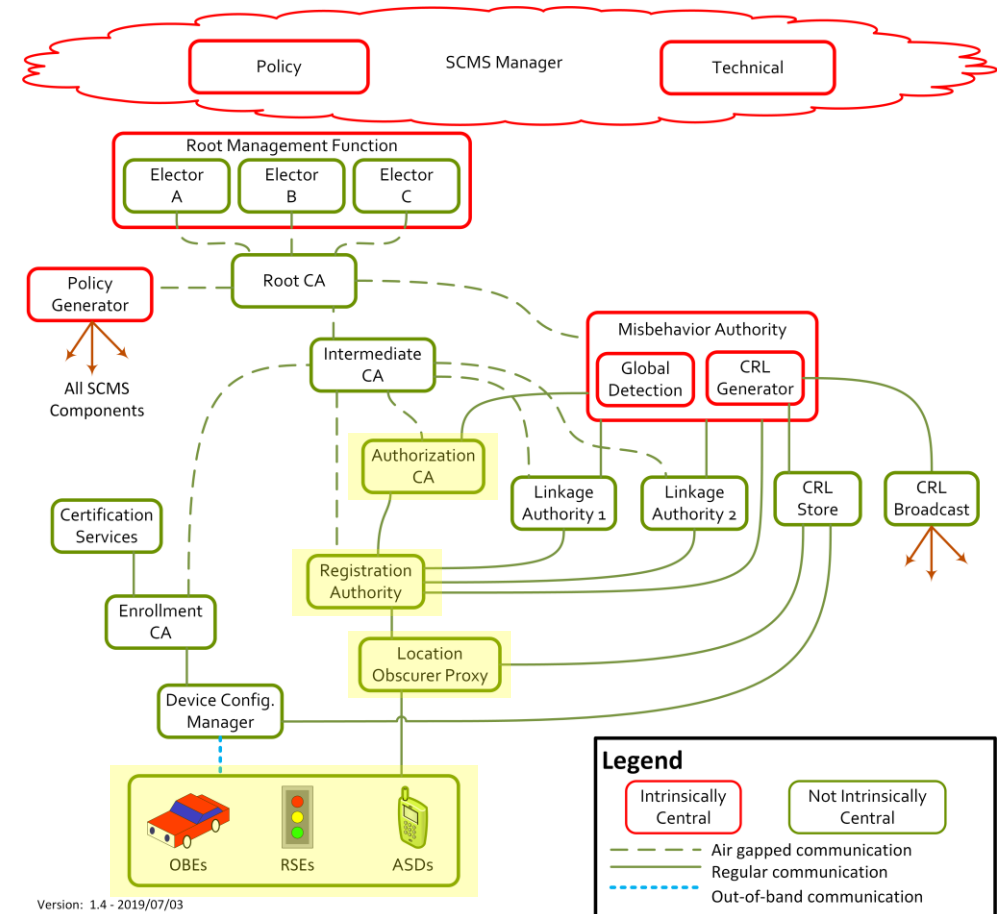 Policy
SCMS Manager
Technical
Root Management Function
Elector
A
Elector
B
Elector
C
Root CA
Policy
Generator
All SCMS
Components
Intermediate
CA
Misbehavior Authority
Global
Detection
CRL
Generator
Authorization
CA
Linkage
Authority 1
Linkage
Authority 2
CRL
Store
CRL
Broadcast
Certification
Services
Registration
Authority
Enrollment
CA
Location
Obscurer Proxy
Device Config.
Manager
OBEs
RSEs
ASDs
Legend
Intrinsically
Central
Not Intrinsically
Central
Air gapped communication
Regular communication
Out-of-band communication
Version: 1.4 - 2019/07/03